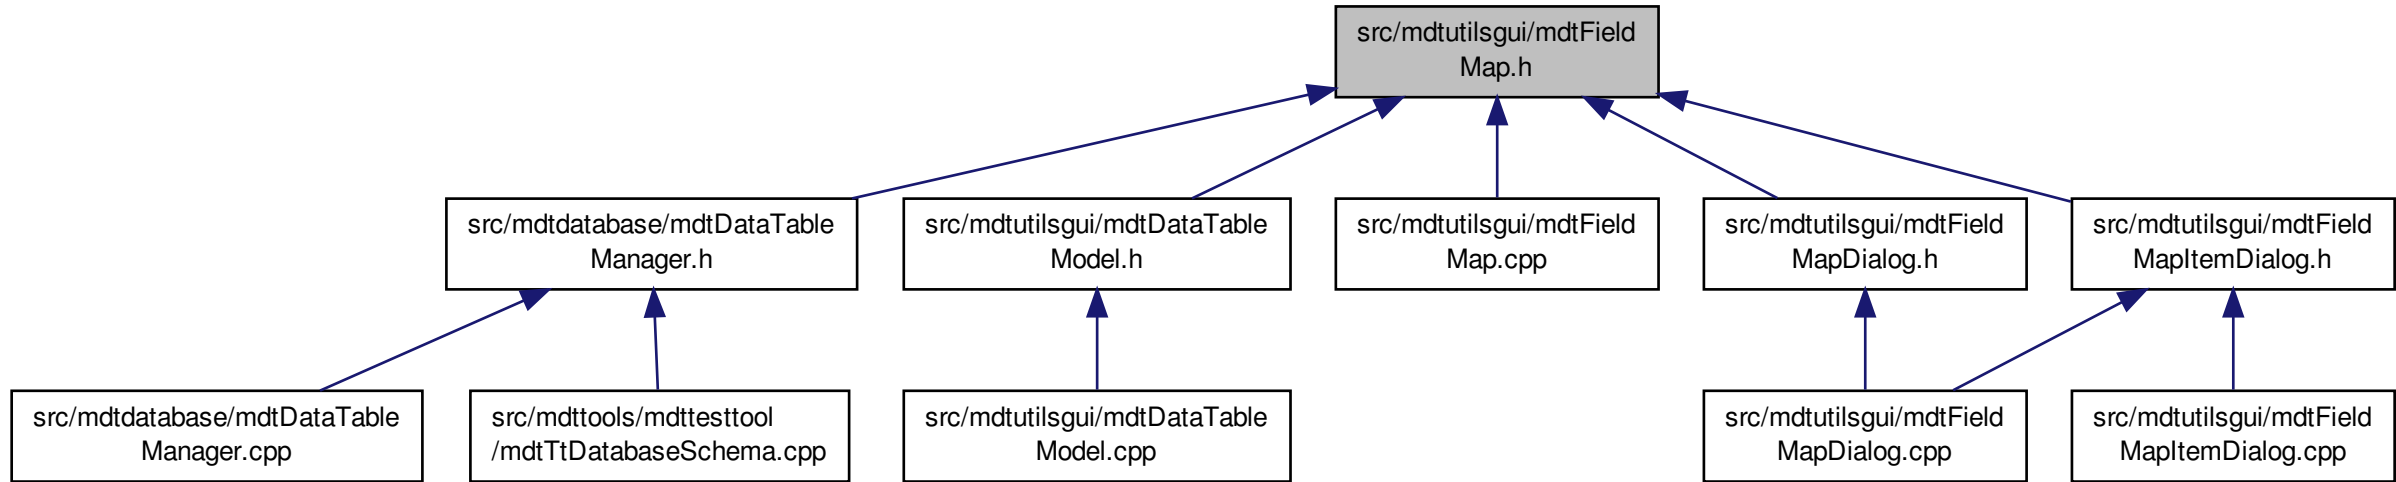 src/mdtutilsgui/mdtField
Map.h
src/mdtdatabase/mdtDataTable
Manager.h
src/mdtutilsgui/mdtDataTable
Model.h
src/mdtutilsgui/mdtField
Map.cpp
src/mdtutilsgui/mdtField
MapDialog.h
src/mdtutilsgui/mdtField
MapItemDialog.h
src/mdtdatabase/mdtDataTable
Manager.cpp
src/mdttools/mdttesttool
/mdtTtDatabaseSchema.cpp
src/mdtutilsgui/mdtDataTable
Model.cpp
src/mdtutilsgui/mdtField
MapDialog.cpp
src/mdtutilsgui/mdtField
MapItemDialog.cpp